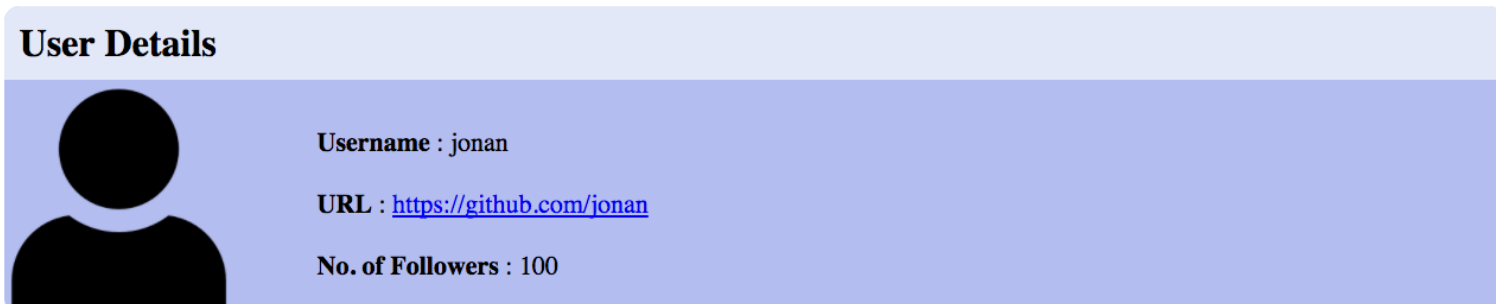 User Details
Username : jonan
URL : https://github.com/jonan
No. of Followers : 100